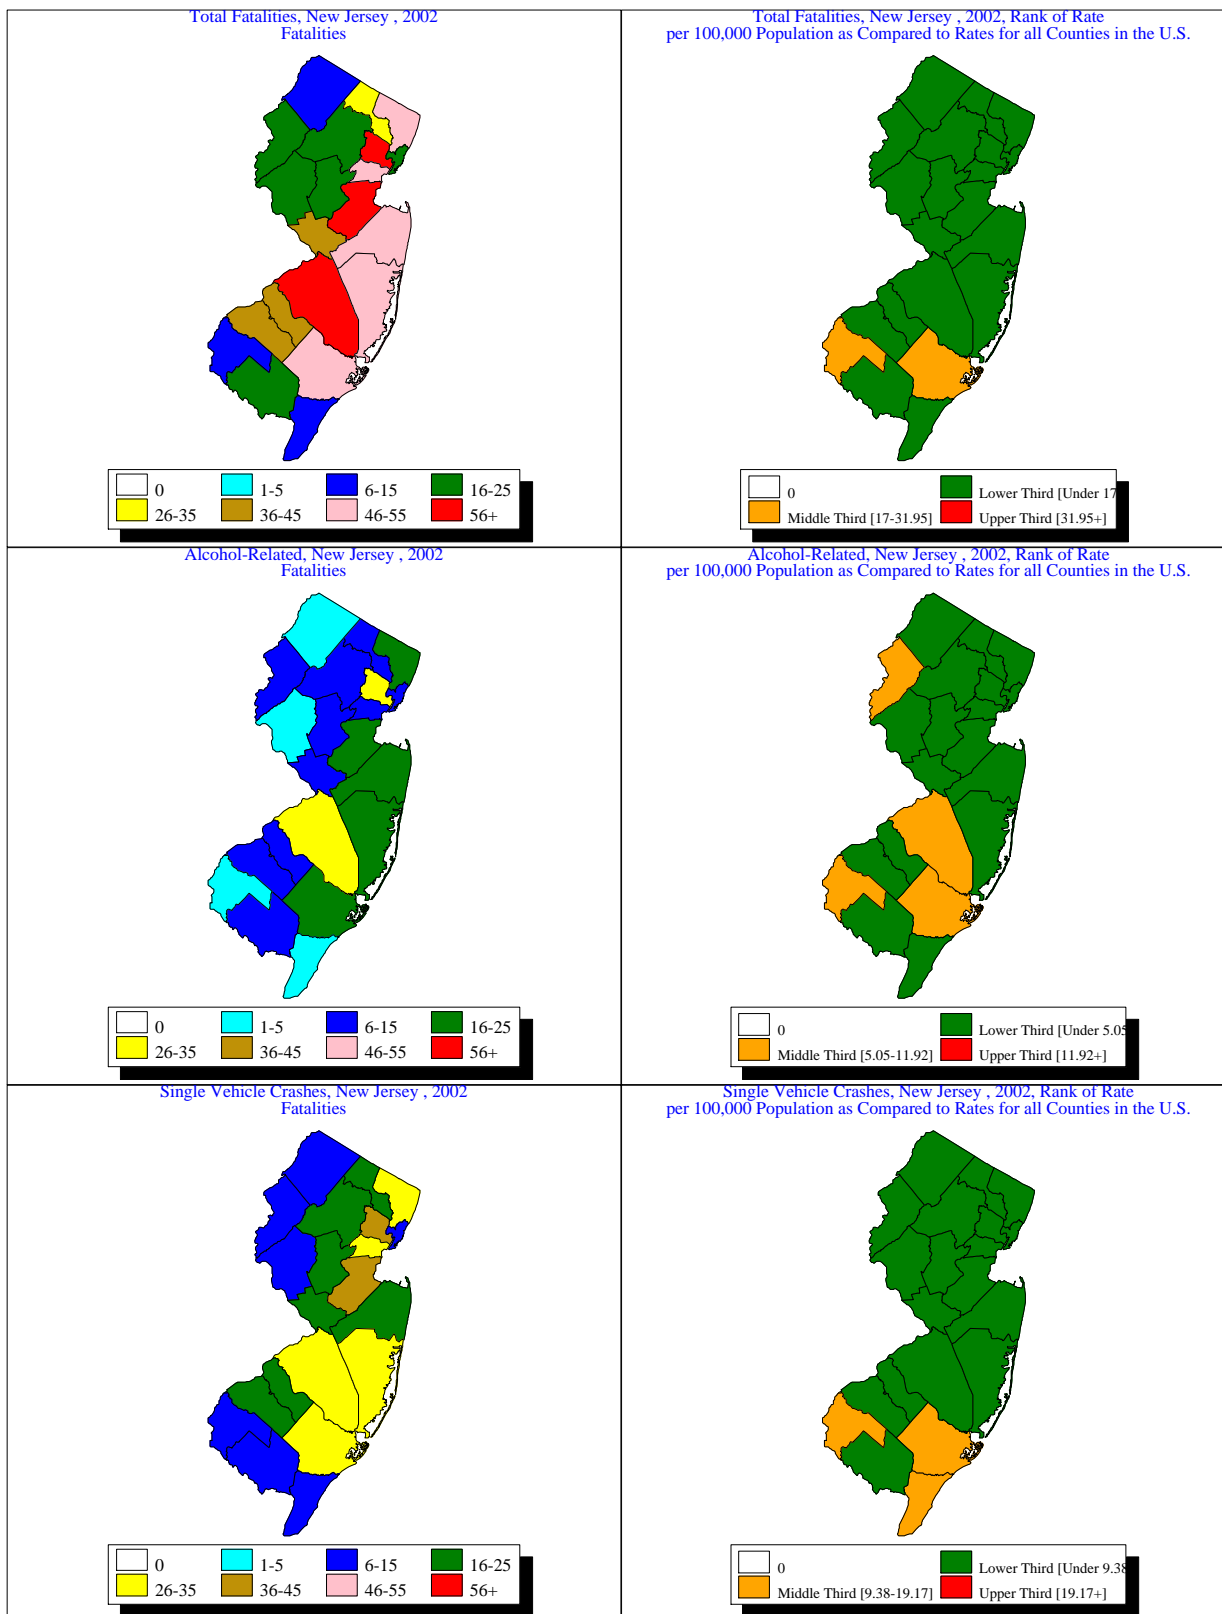 Total Fatalities, New Jersey , 2002
Fatalities
0
1-5
6-15
16-25
26-35
36-45
46-55
56+
Total Fatalities, New Jersey , 2002, Rank of Rate
per 100,000 Population as Compared to Rates for all Counties in the U.S.
0
Lower Third [Under 17
Middle Third [17-31.95]
Upper Third [31.95+]
Alcohol-Related, New Jersey , 2002
Fatalities
0
1-5
6-15
16-25
26-35
36-45
46-55
56+
Alcohol-Related, New Jersey , 2002, Rank of Rate
per 100,000 Population as Compared to Rates for all Counties in the U.S.
0
Lower Third [Under 5.05
Middle Third [5.05-11.92]
Upper Third [11.92+]
Single Vehicle Crashes, New Jersey , 2002
Fatalities
0
1-5
6-15
16-25
26-35
36-45
46-55
56+
Single Vehicle Crashes, New Jersey , 2002, Rank of Rate
per 100,000 Population as Compared to Rates for all Counties in the U.S.
0
Lower Third [Under 9.38
Middle Third [9.38-19.17]
Upper Third [19.17+]